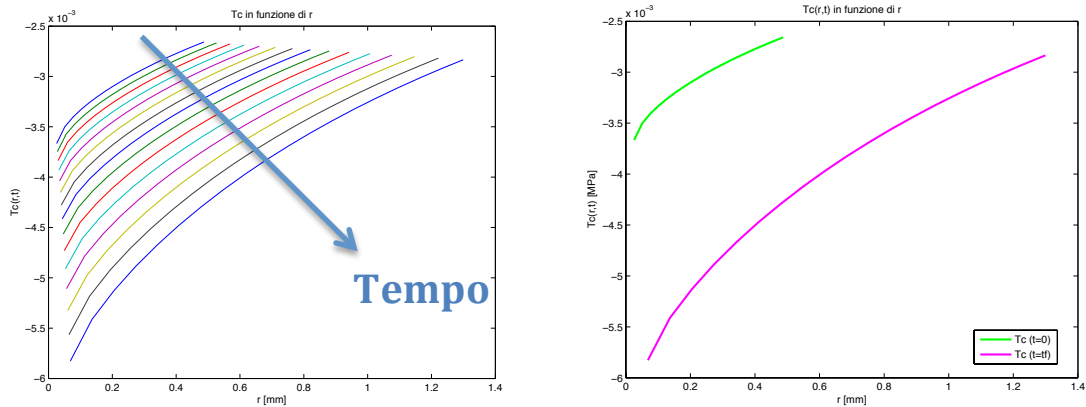 Tc in funzione di r
x 10⁻³
−2.5
−3
−3.5
−3
−4.5
−5
−5.5
−6
Tc(r,t)
0
0.2
0.4
0.6
0.8
1
1.2
1.4
r [mm]
Tempo
Tc(r,t) in funzione di r
x 10⁻³
−2.5
−3
−3.5
−4
−4.5
−5
−5.5
−6
Tc(r,t) [MPa]
0
0.2
0.4
0.6
0.8
1
1.2
1.4
r [mm]
Tc (t=0)
Tc (t=tf)